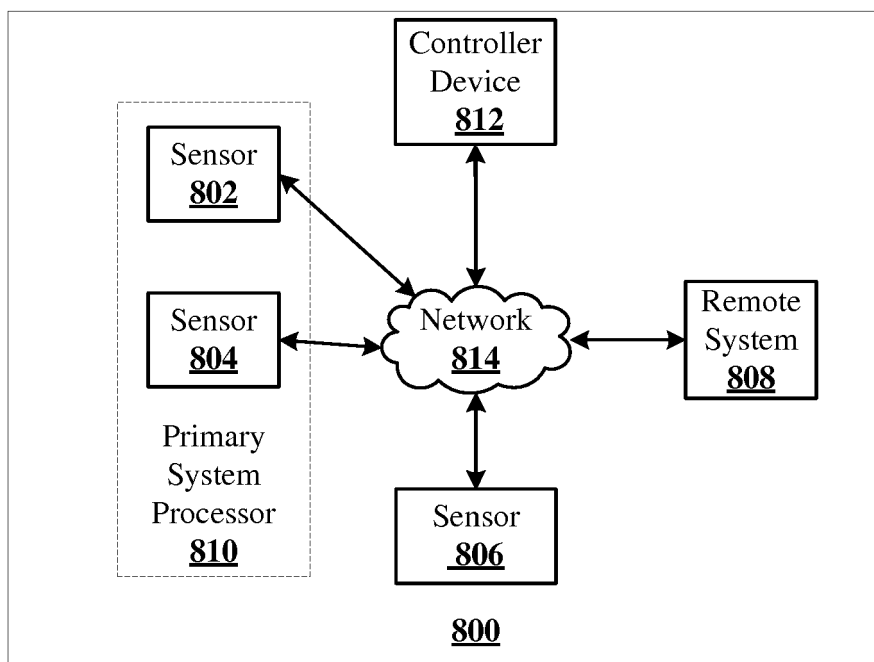 Controller
Device
812
Sensor
802
Sensor
804
Primary
System
Processor
810
Network
814
Remote
System
808
Sensor
806
800